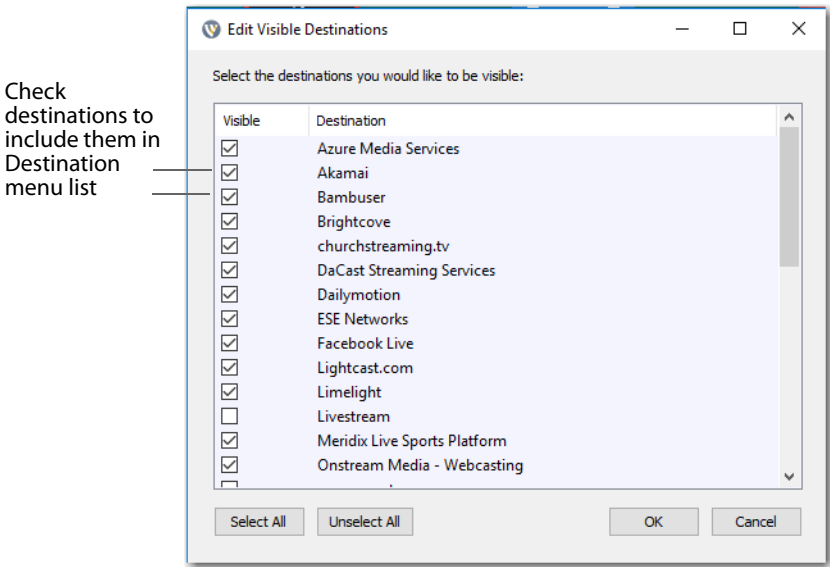 Edit Visible Destinations
Select the destinations you would like to be visible:
Check
destinations to
include them in
Destination
menu list
Visible Destination
Azure Media Services
Akamai
Bambuser
Brightcove
churchstreaming.tv
DaCast Streaming Services
Dailymotion
ESE Networks
Facebook Live
Lightcast.com
Limelight
Livestream
Meridix Live Sports Platform
Onstream Media - Webcasting
Select All Unselect All OK Cancel